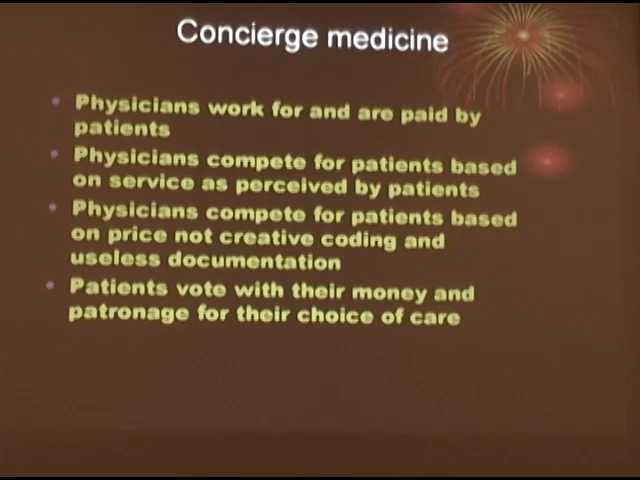 Concierge medicine
Physicians work for and are paid by
patients
Physicians compete for patients based
on service as perceived by patients
Physicians compete for patients based
on price not creative coding and
useless documentation
Patients vote with their money and
patronage for their choice of care